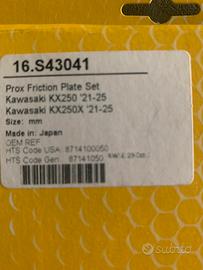 16.S43041
Prox Friction Plate Set
Kawasaki KX250 '21-25
Kawasaki KX250X '21-25
Size: mm
Made in: Japan
OEM REF
HTS Code USA: 8714100050
HTS Code Gen.: 87141050
subito